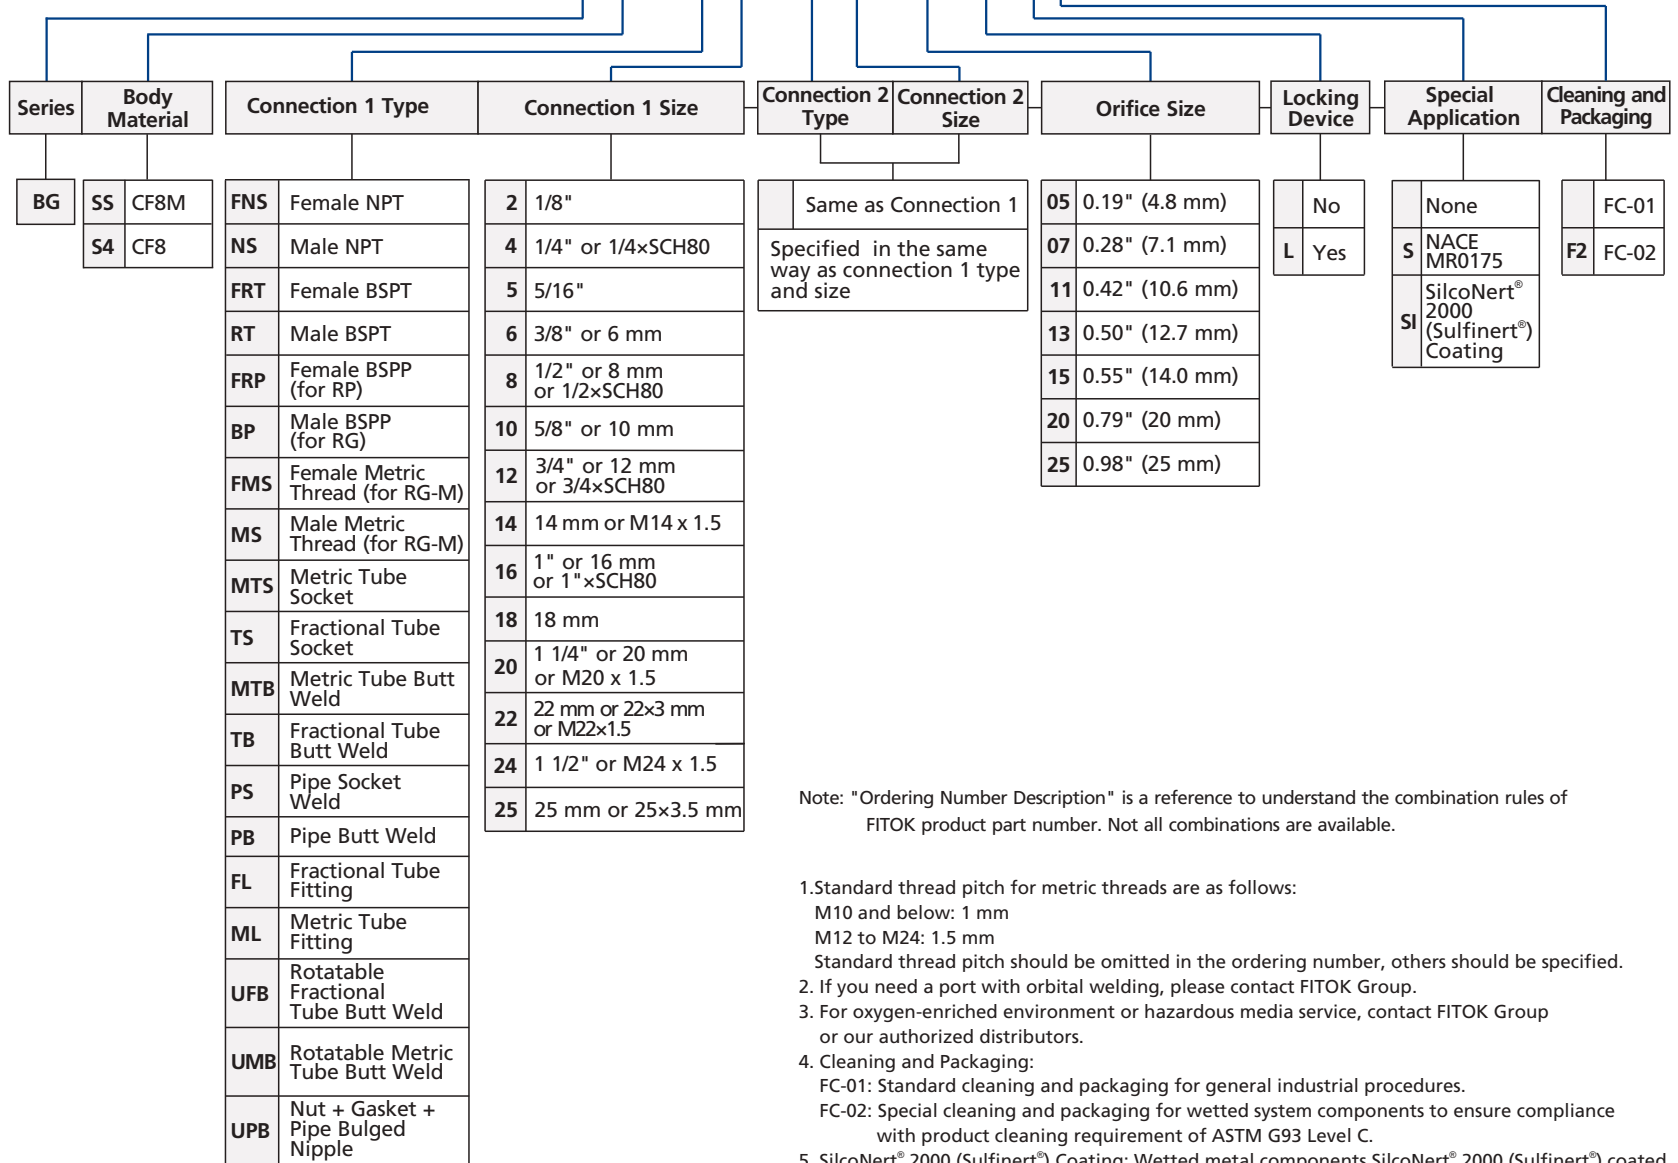 Series
Body
Material
Connection 1 Type
Connection 1 Size
Connection 2
Type
Connection 2
Size
Orifice Size
Locking
Device
Special
Application
Cleaning and
Packaging
BG
SS CF8M
S4 CF8
FNS Female NPT
NS Male NPT
FRT Female BSPT
RT Male BSPT
FRP Female BSPP
(for RP)
BP Male BSPP
(for RG)
FMS Female Metric
Thread (for RG-M)
MS Male Metric
Thread (for RG-M)
MTS Metric Tube
Socket
TS Fractional Tube
Socket
MTB Metric Tube Butt
Weld
TB Fractional Tube
Butt Weld
PS Pipe Socket
Weld
PB Pipe Butt Weld
FL Fractional Tube
Fitting
ML Metric Tube
Fitting
UFB Rotatable
Fractional
Tube Butt Weld
UMB Rotatable Metric
Tube Butt Weld
UPB Nut + Gasket +
Pipe Bulged
Nipple
2 1/8"
4 1/4" or 1/4×SCH80
5 5/16"
6 3/8" or 6 mm
8 1/2" or 8 mm
or 1/2×SCH80
10 5/8" or 10 mm
12 3/4" or 12 mm
or 3/4×SCH80
14 14 mm or M14 x 1.5
16 1" or 16 mm
or 1"×SCH80
18 18 mm
20 1 1/4" or 20 mm
or M20 x 1.5
22 22 mm or 22×3 mm
or M22×1.5
24 1 1/2" or M24 x 1.5
25 25 mm or 25×3.5 mm
Same as Connection 1
Specified in the same
way as connection 1 type
and size
05 0.19" (4.8 mm)
07 0.28" (7.1 mm)
11 0.42" (10.6 mm)
13 0.50" (12.7 mm)
15 0.55" (14.0 mm)
20 0.79" (20 mm)
25 0.98" (25 mm)
No
L Yes
None
S NACE
MR0175
SI SilcoNert®
2000
(Sulfinert®)
Coating
FC-01
F2 FC-02
Note: "Ordering Number Description" is a reference to understand the combination rules of
FITOK product part number. Not all combinations are available.
1.Standard thread pitch for metric threads are as follows:
M10 and below: 1 mm
M12 to M24: 1.5 mm
Standard thread pitch should be omitted in the ordering number, others should be specified.
2. If you need a port with orbital welding, please contact FITOK Group.
3. For oxygen-enriched environment or hazardous media service, contact FITOK Group
or our authorized distributors.
4. Cleaning and Packaging:
FC-01: Standard cleaning and packaging for general industrial procedures.
FC-02: Special cleaning and packaging for wetted system components to ensure compliance
with product cleaning requirement of ASTM G93 Level C.
5. SilcoNert® 2000 (Sulfinert®) Coating: Wetted metal components SilcoNert® 2000 (Sulfinert®) coated